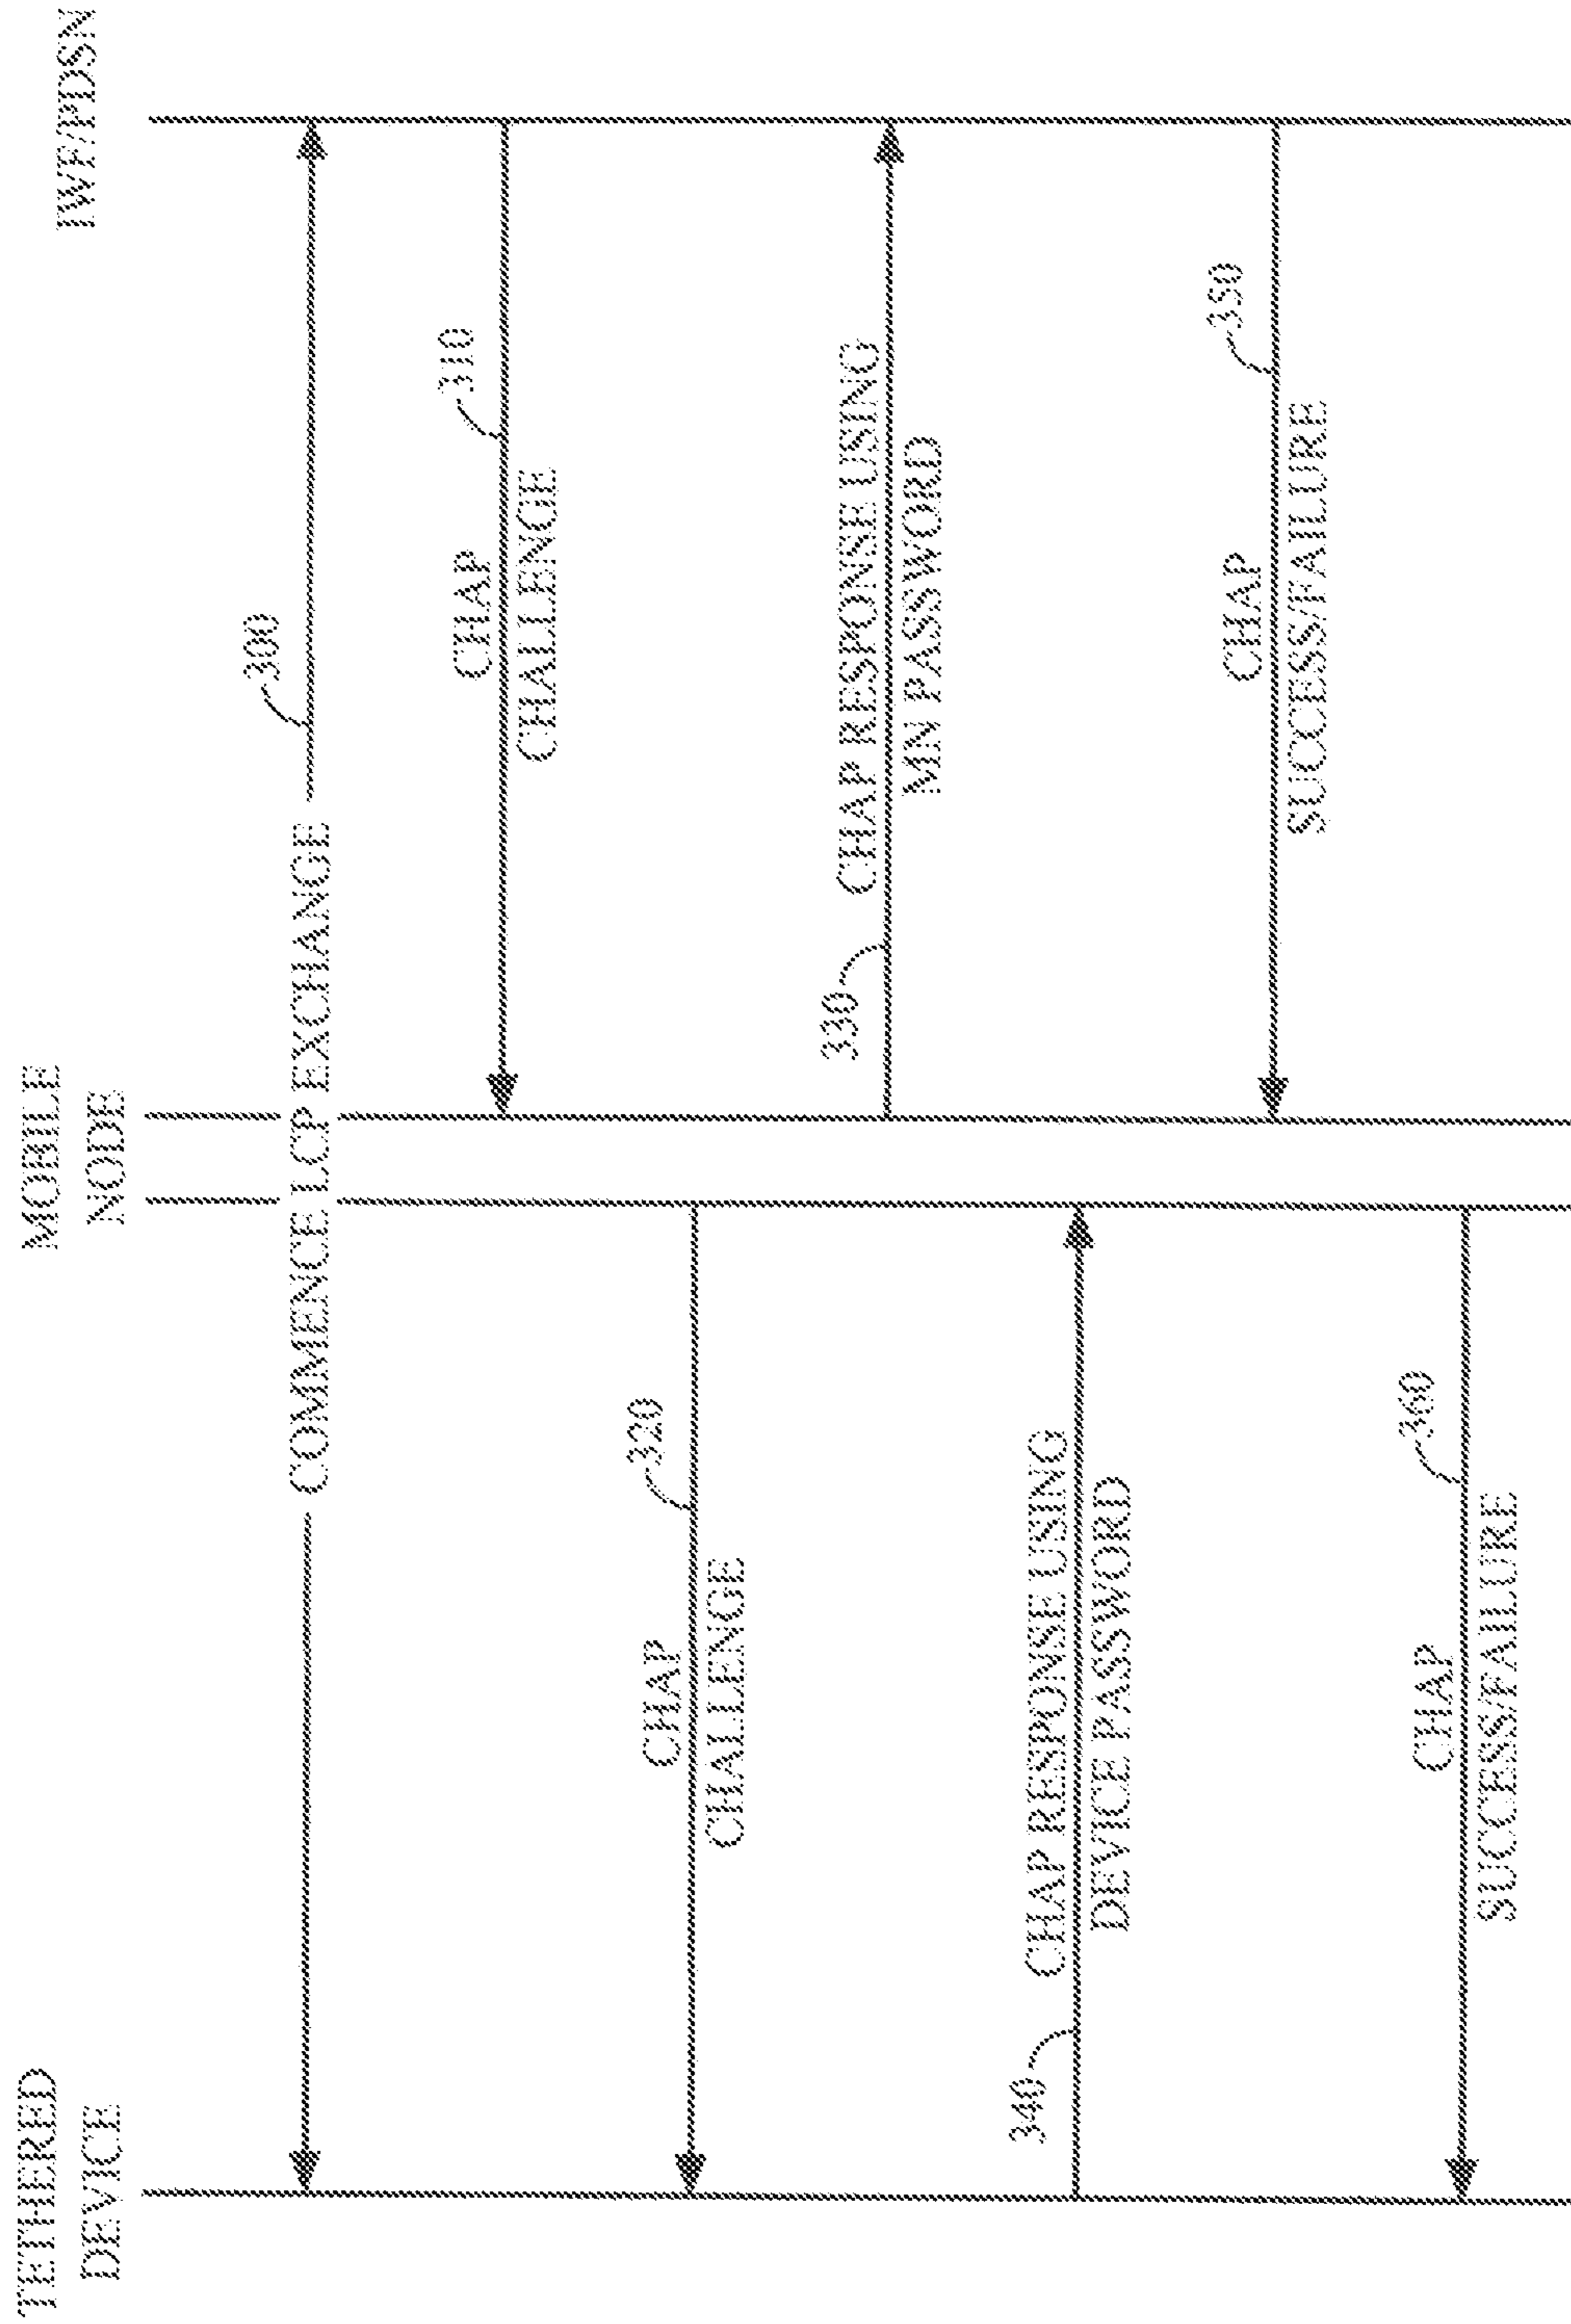 TETHERED
DEVICE
MOBILE
NODE
IWF/PDSN
COMMENCE LCP EXCHANGE
300
CHAP
CHALLENGE
310
CHAP
CHALLENGE
320
330
CHAP RESPONSE USING
MN PASSWORD
340
CHAP RESPONSE USING
DEVICE PASSWORD
CHAP
SUCCESS/FAILURE
350
CHAP
SUCCESS/FAILURE
360